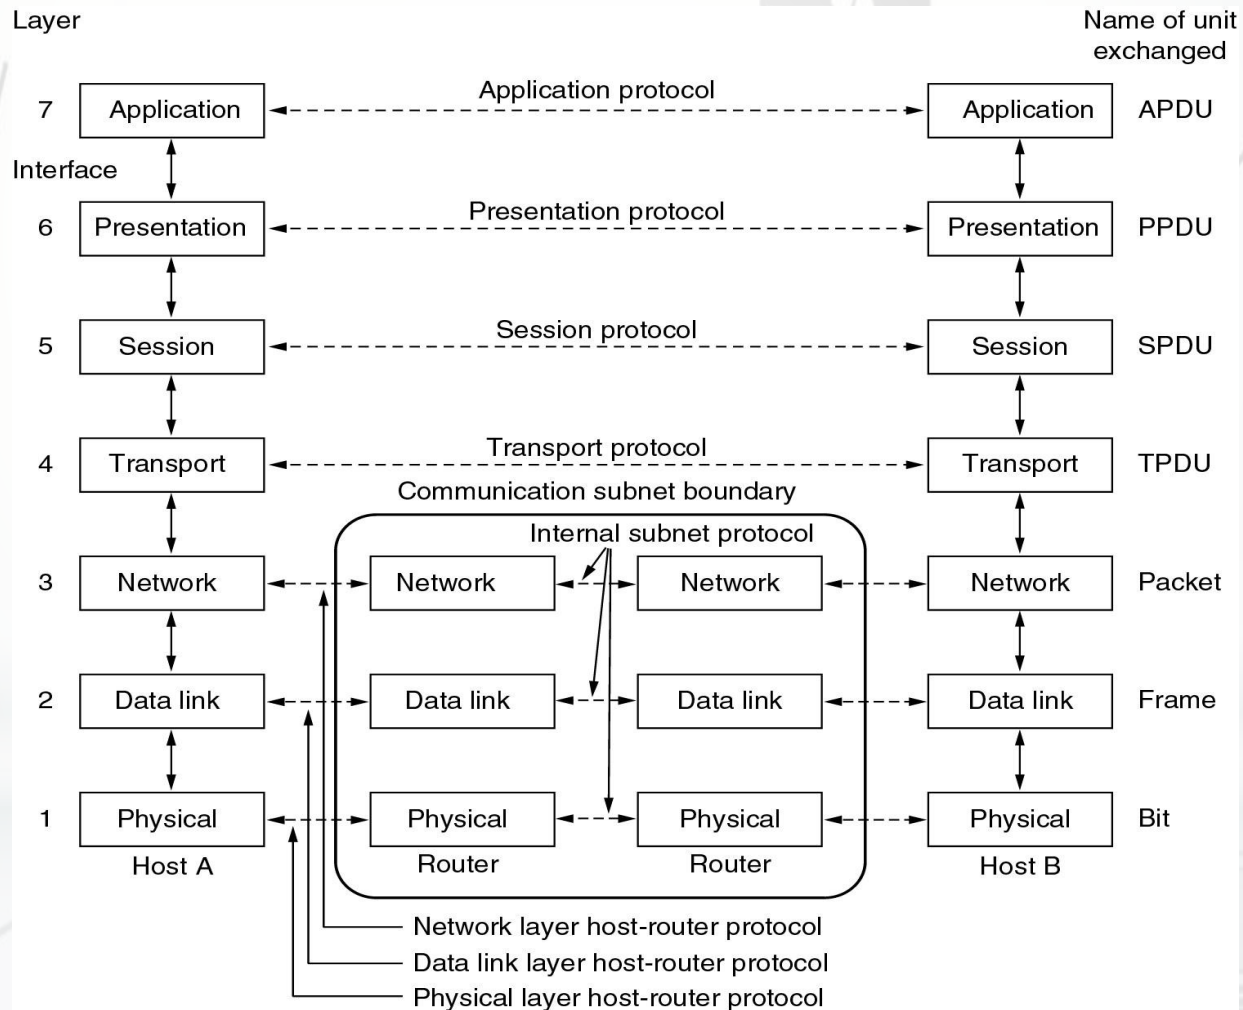 Layer
Name of unit
exchanged
7
Application
Application protocol
Application
APDU
Interface
6
Presentation
Presentation protocol
Presentation
PPDU
5
Session
Session protocol
Session
SPDU
4
Transport
Transport protocol
Transport
TPDU
Communication subnet boundary
Internal subnet protocol
3
Network
Network
Network
Network
Packet
2
Data link
Data link
Data link
Data link
Frame
1
Physical
Physical
Physical
Physical
Bit
Host A
Router
Router
Host B
Network layer host-router protocol
Data link layer host-router protocol
Physical layer host-router protocol